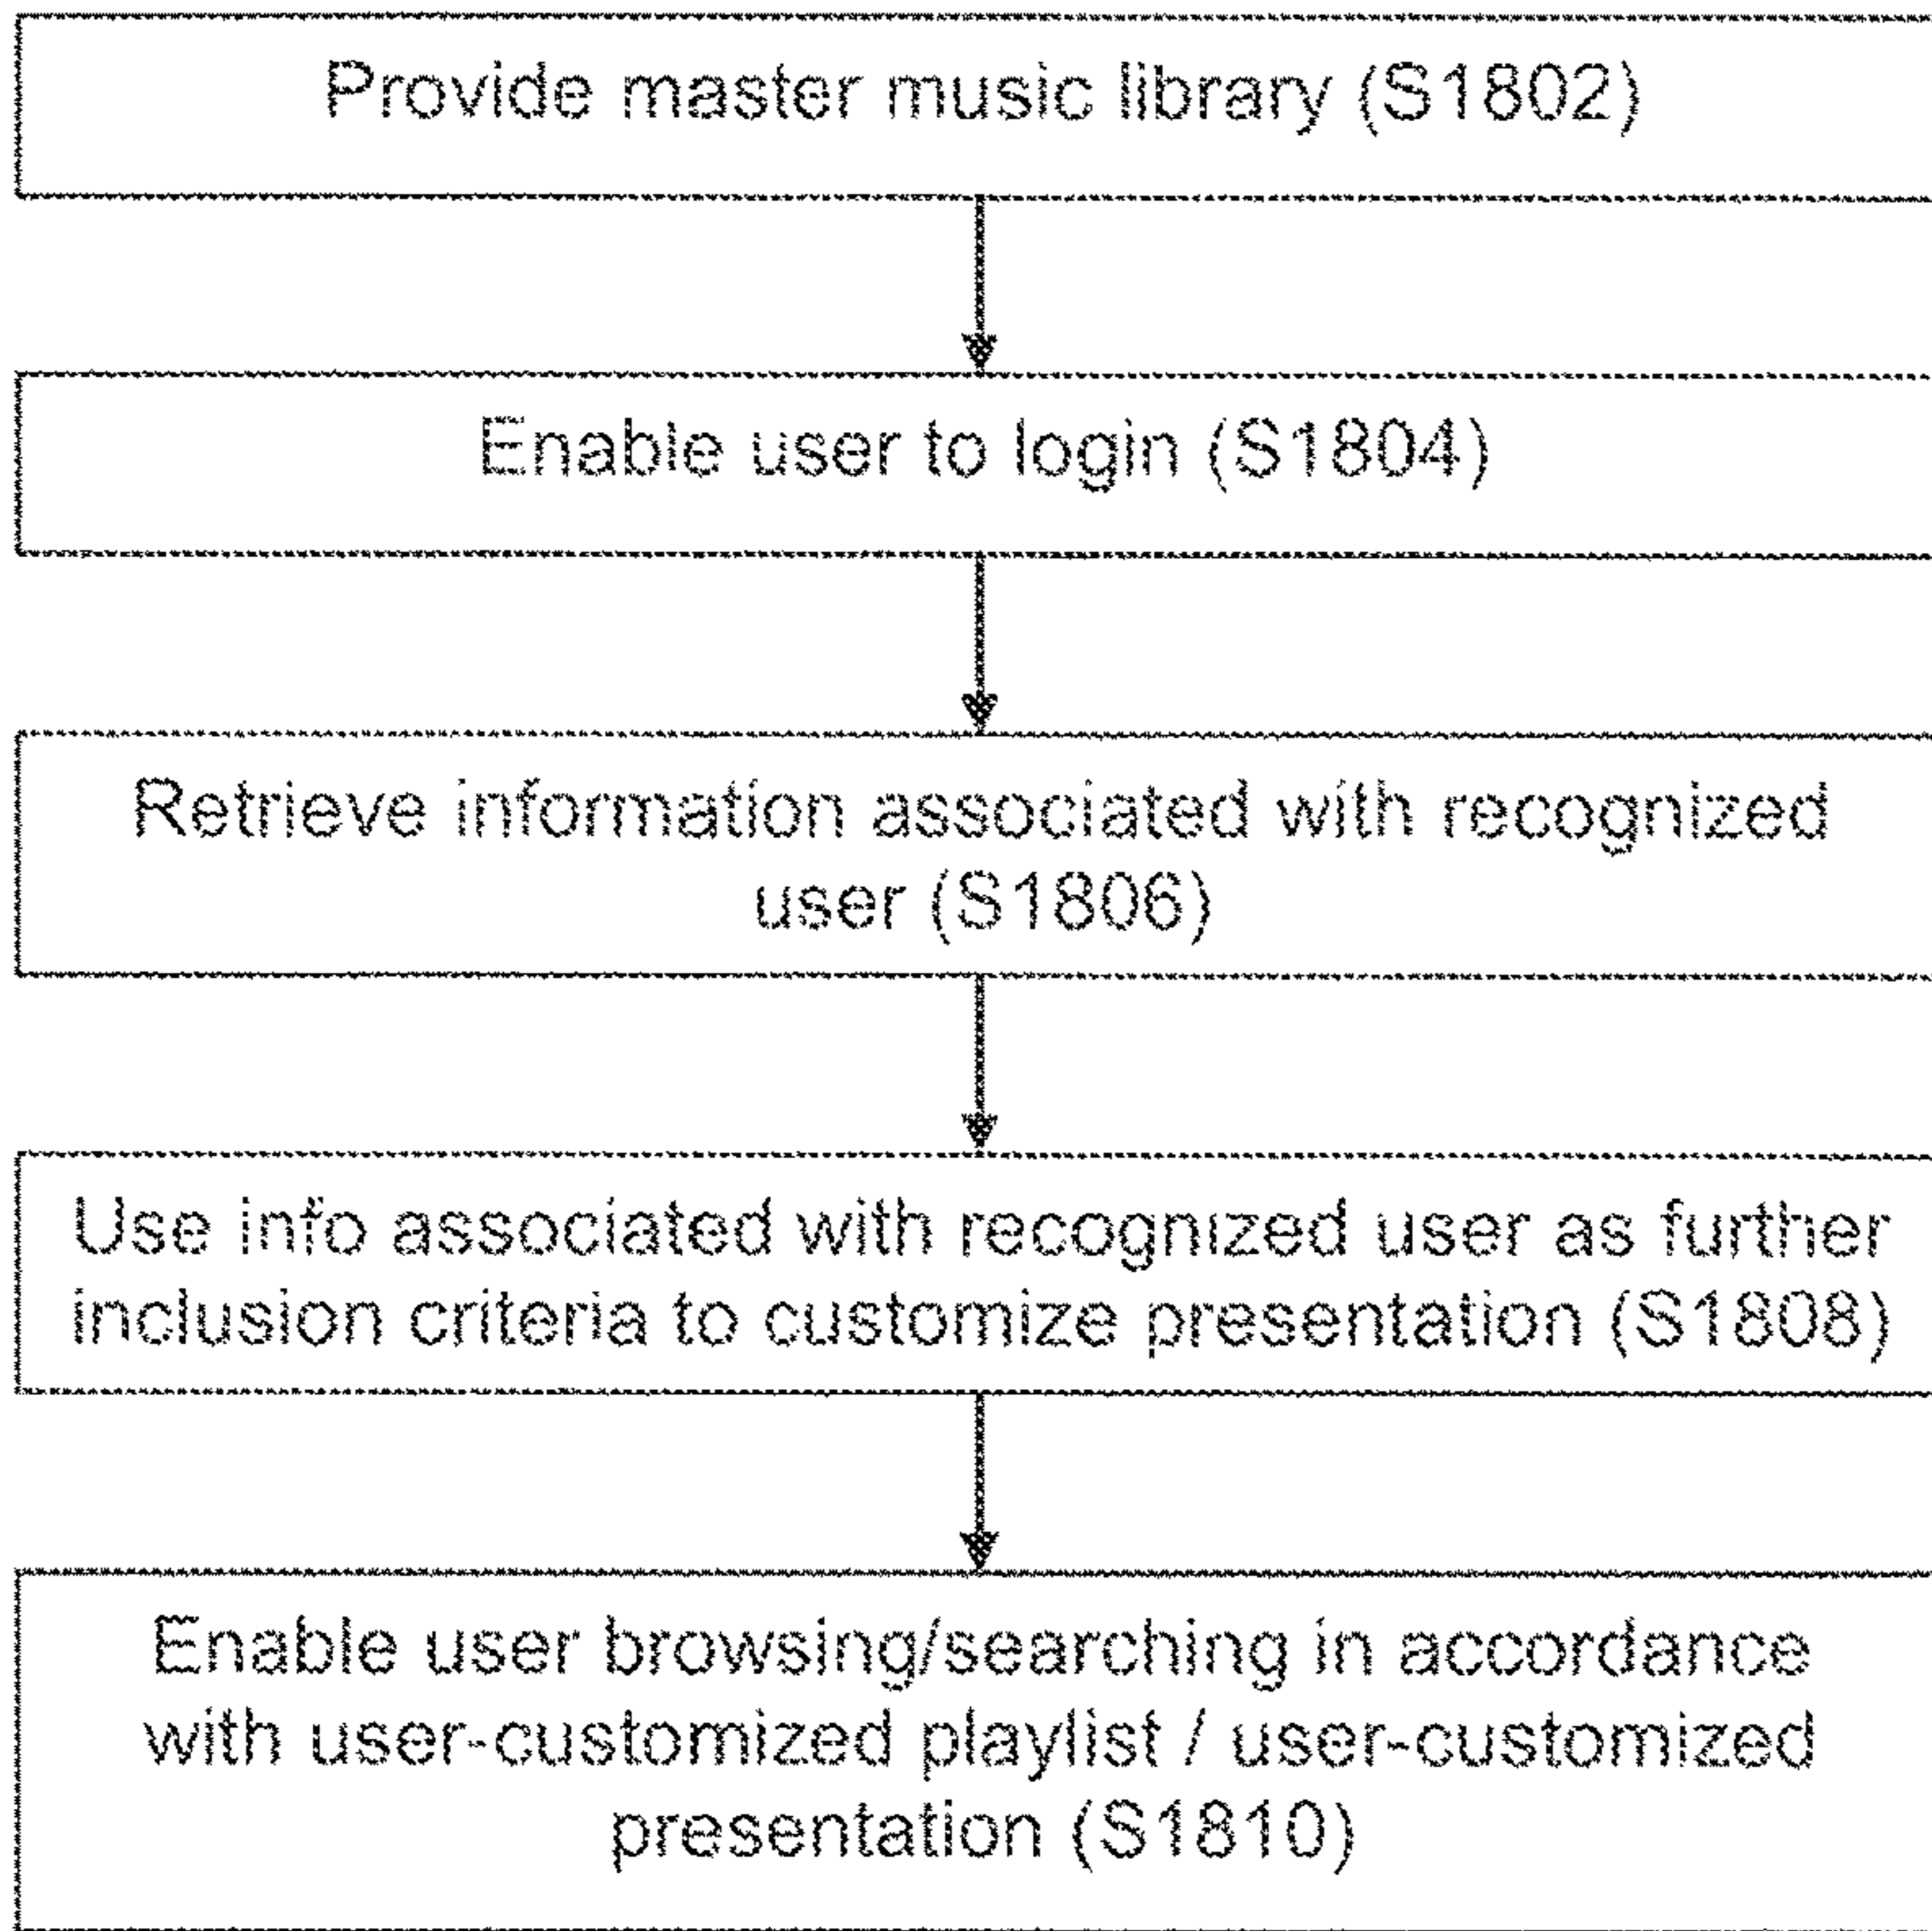 Provide master music library (S1802)
Enable user to login (S1804)
Retrieve information associated with recognized
user (S1806)
Use info associated with recognized user as further
inclusion criteria to customize presentation (S1808)
Enable user browsing/searching in accordance
with user-customized playlist / user-customized
presentation (S1810)